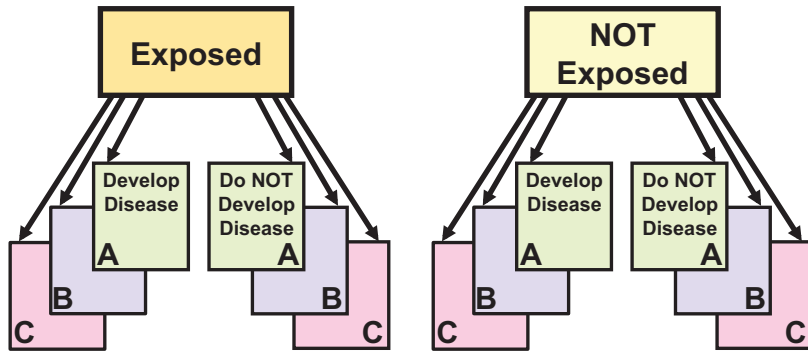 Exposed
NOT
Exposed
Develop
Disease
A
B
C
Do NOT
Develop
Disease
A
B
C
Develop
Disease
A
B
C
Do NOT
Develop
Disease
A
B
C